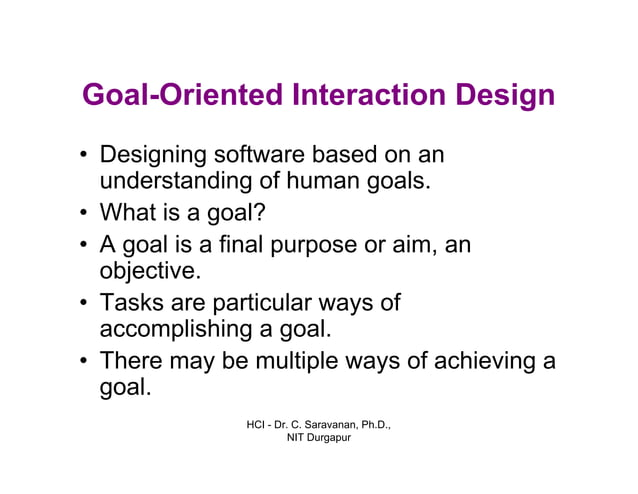 Goal-Oriented Interaction Design
• Designing software based on an
understanding of human goals.
• What is a goal?
• A goal is a final purpose or aim, an
objective.
• Tasks are particular ways of
accomplishing a goal.
• There may be multiple ways of achieving a
goal.
HCI - Dr. C. Saravanan, Ph.D.,
NIT Durgapur